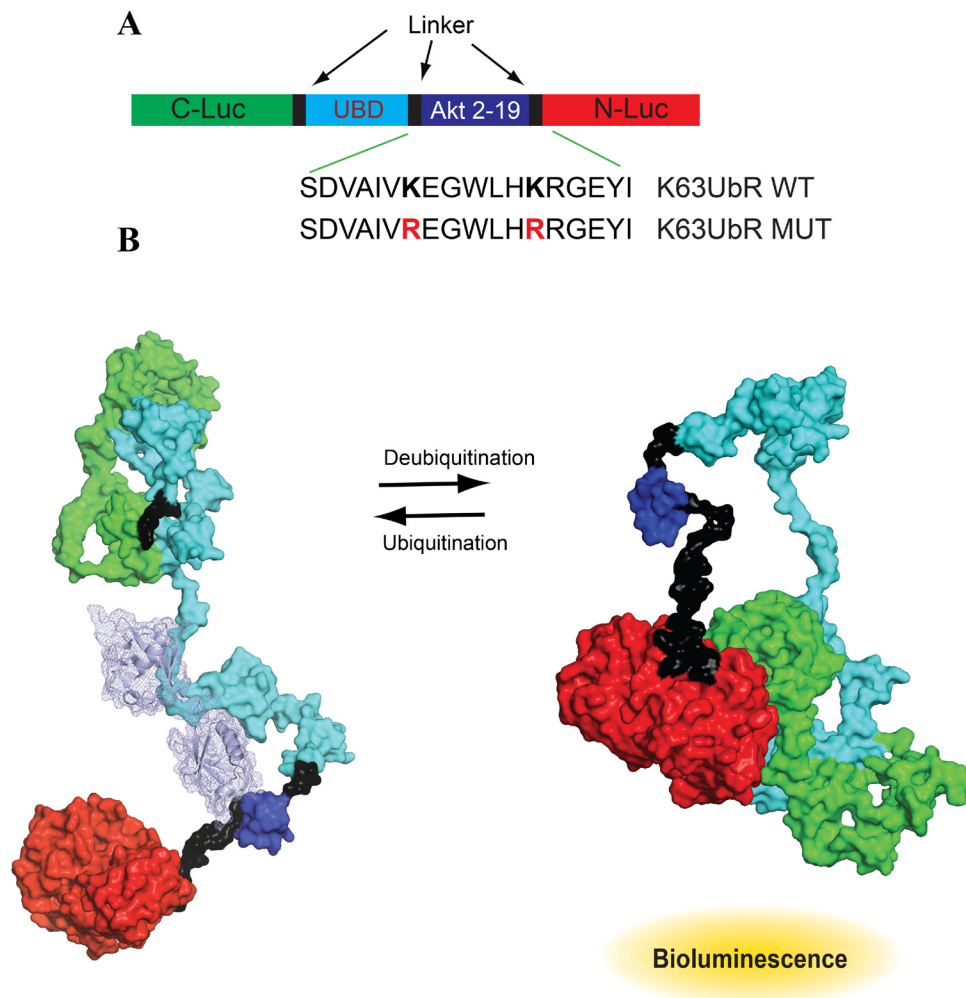 A
Linker
C-Luc UBD Akt 2-19 N-Luc
SDVAIVKEGWLHKRGEYI K63UbR WT
SDVAIVREGWLHRRGEYI K63UbR MUT
B
Deubiquitination
Ubiquitination
Bioluminescence